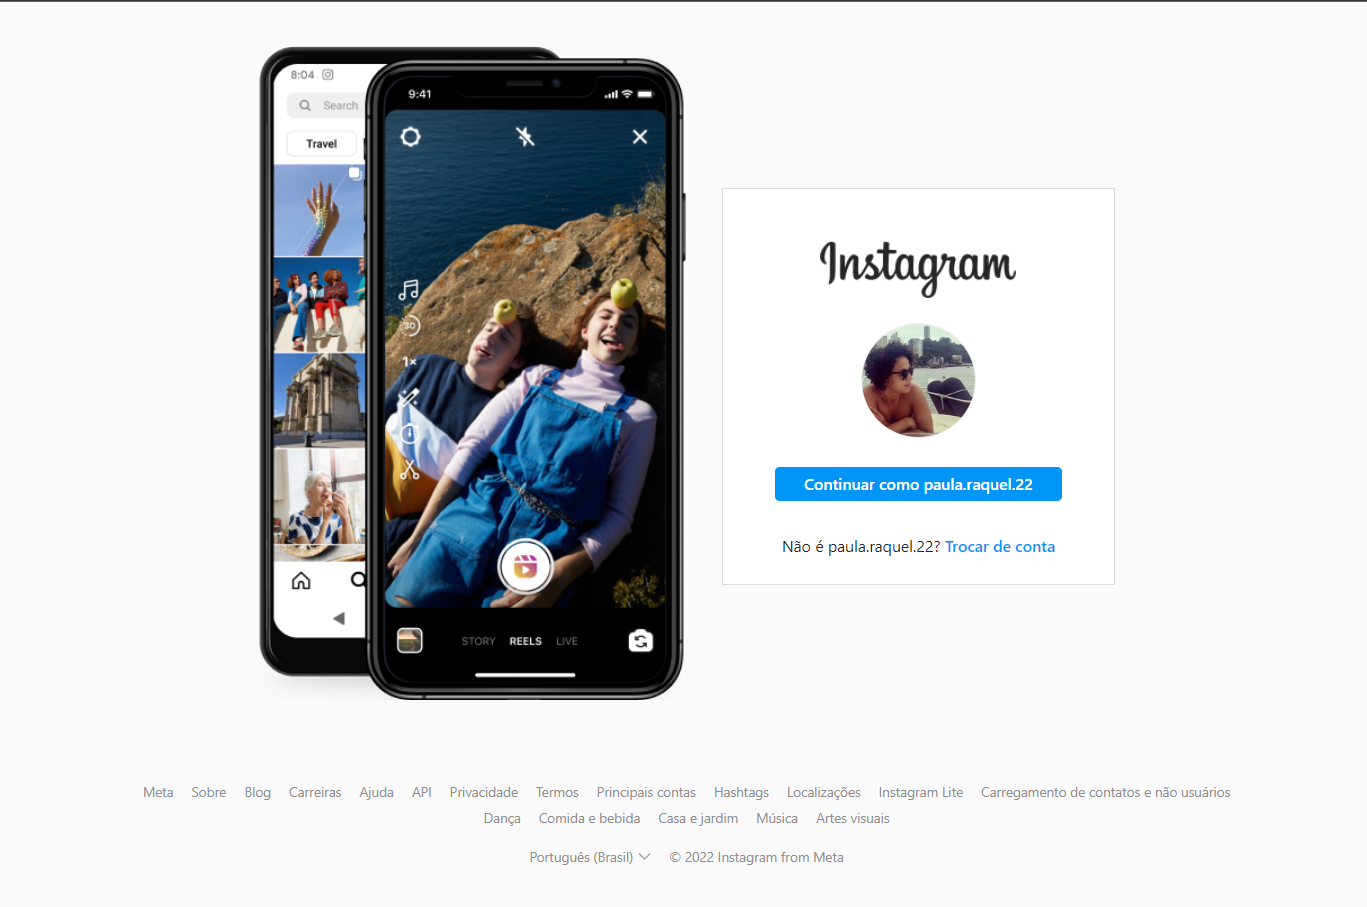 8:04
Search
Travel
9:41
30
1×
STORY REELS LIVE
Instagram
Continuar como paula.raquel.22
Não é paula.raquel.22? Trocar de conta
Meta Sobre Blog Carreiras Ajuda API Privacidade Termos Principais contas Hashtags Localizações Instagram Lite Carregamento de contatos e não usuários
Dança Comida e bebida Casa e jardim Música Artes visuais
Português (Brasil) © 2022 Instagram from Meta